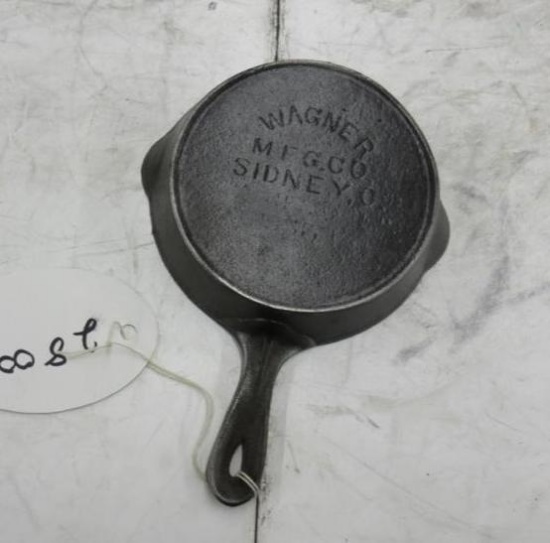 WAGNER
MFG.CO.
SIDNEY, O.